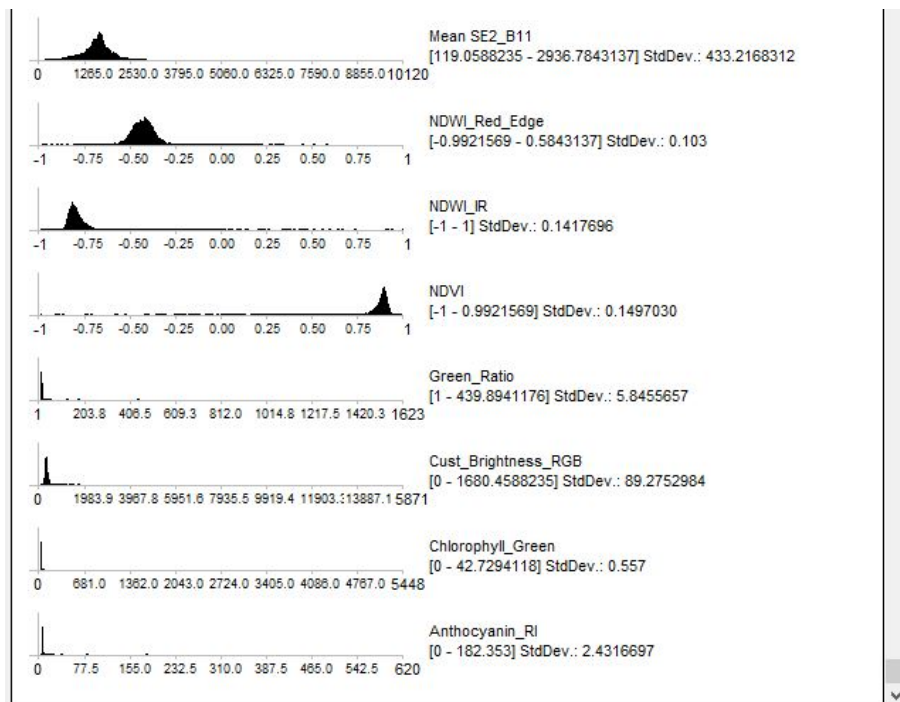 Mean SE2_B11
[119.0588235 - 2936.7843137] StdDev.: 433.2168312
0 1265.0 2530.0 3795.0 5060.0 6325.0 7590.0 8855.0 10120
NDWI_Red_Edge
[-0.9921569 - 0.5843137] StdDev.: 0.103
-1 -0.75 -0.50 -0.25 0.00 0.25 0.50 0.75 1
NDWI_IR
[-1 - 1] StdDev.: 0.1417696
-1 -0.75 -0.50 -0.25 0.00 0.25 0.50 0.75 1
NDVI
[-1 - 0.9921569] StdDev.: 0.1497030
-1 -0.75 -0.50 -0.25 0.00 0.25 0.50 0.75 1
Green_Ratio
[1 - 439.8941176] StdDev.: 5.8455657
1 203.8 406.5 609.3 812.0 1014.8 1217.5 1420.3 1623
Cust_Brightness_RGB
[0 - 1680.4588235] StdDev.: 89.2752984
0 1983.9 3967.8 5951.6 7935.5 9919.4 11903.3 13887.1 5871
Chlorophyll_Green
[0 - 42.7294118] StdDev.: 0.557
0 681.0 1362.0 2043.0 2724.0 3405.0 4086.0 4767.0 5448
Anthocyanin_RI
[0 - 182.353] StdDev.: 2.4316697
0 77.5 155.0 232.5 310.0 387.5 465.0 542.5 620